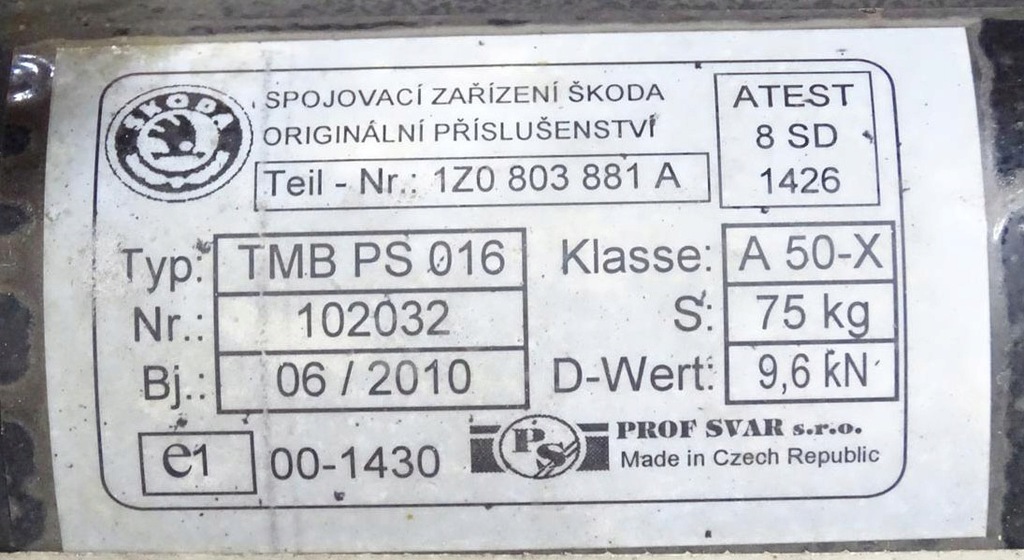 ŠKODA
SPOJOVACÍ ZAŘÍZENÍ ŠKODA
ORIGINÁLNÍ PŘÍSLUŠENSTVÍ
Teil - Nr.: 1Z0 803 881 A
ATEST
8 SD
1426
Typ: TMB PS 016
Nr.: 102032
Bj.: 06 / 2010
Klasse: A 50-X
S: 75 kg
D-Wert: 9,6 kN
e1 00-1430
PS
PROF SVAR s.r.o.
Made in Czech Republic